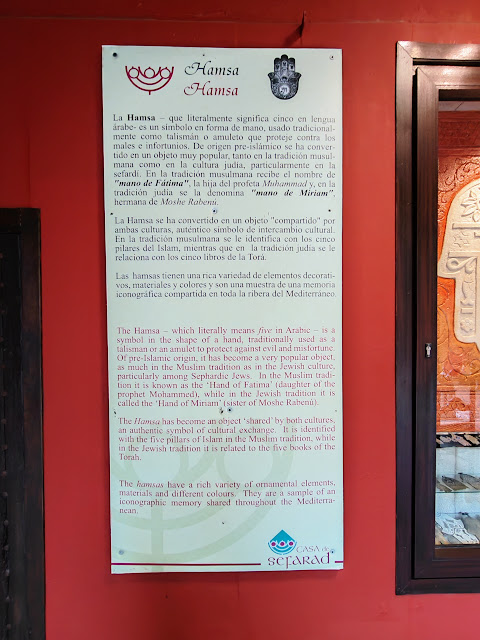 Hamsa
Hamsa
La Hamsa – que literalmente significa cinco en lengua
árabe- es un símbolo en forma de mano, usado tradicional-
mente como talismán o amuleto que proteje contra los
males e infortunios. De origen pre-islámico se ha conver-
tido en un objeto muy popular, tanto en la tradición musul-
mana como en la cultura judía, particularmente en la
sefardí. En la tradición musulmana recibe el nombre de
"mano de Fátima", la hija del profeta Muhammad y, en la
tradición judía se la denomina "mano de Miriam",
hermana de Moshe Rabenú.
La Hamsa se ha convertido en un objeto "compartido" por
ambas culturas, auténtico símbolo de intercambio cultural.
En la tradición musulmana se le identifica con los cinco
pilares del Islam, mientras que en la tradición judía se le
relaciona con los cinco libros de la Torá.
Las hamsas tienen una rica variedad de elementos decorati-
vos, materiales y colores y son una muestra de una memoria
iconográfica compartida en toda la ribera del Mediterráneo.
The Hamsa – which literally means five in Arabic – is a
symbol in the shape of a hand, traditionally used as a
talisman or an amulet to protect against evil and misfortune.
Of pre-Islamic origin, it has become a very popular object,
as much in the Muslim tradition as in the Jewish culture,
particularly among Sephardic Jews. In the Muslim tradi-
tion it is known as the 'Hand of Fatima' (daughter of the
prophet Mohammed), while in the Jewish tradition it is
called the 'Hand of Miriam' (sister of Moshe Rabenú).
The Hamsa has become an object 'shared' by both cultures,
an authentic symbol of cultural exchange. It is identified
with the five pillars of Islam in the Muslim tradition, while
in the Jewish tradition it is related to the five books of the
Torah.
The hamsas have a rich variety of ornamental elements,
materials and different colours. They are a sample of an
iconographic memory shared throughout the Mediterra-
nean.
CASA de
SEFARAD